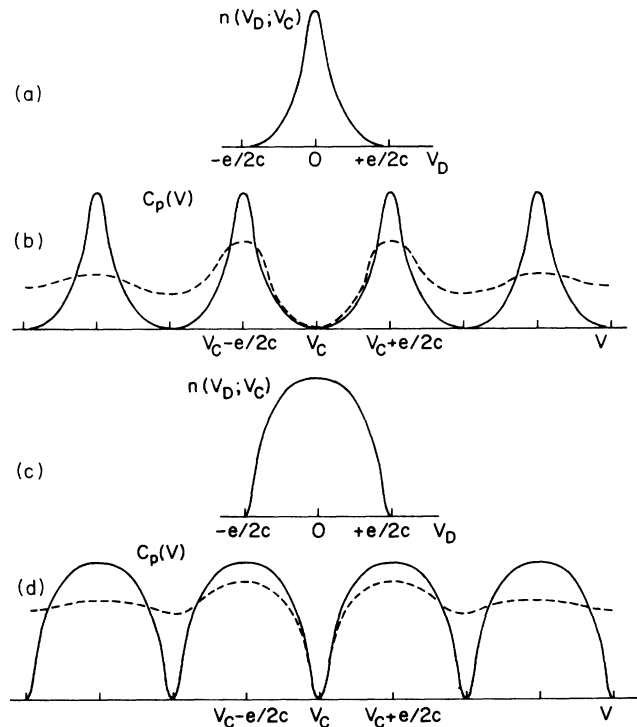 n(V_D;V_C)
(a)
-e/2c 0 +e/2c V_D
C_p(V)
(b)
V_C-e/2c V_C V_C+e/2c V
n(V_D;V_C)
(c)
-e/2c 0 +e/2c V_D
C_p(V)
(d)
V_C-e/2c V_C V_C+e/2c V